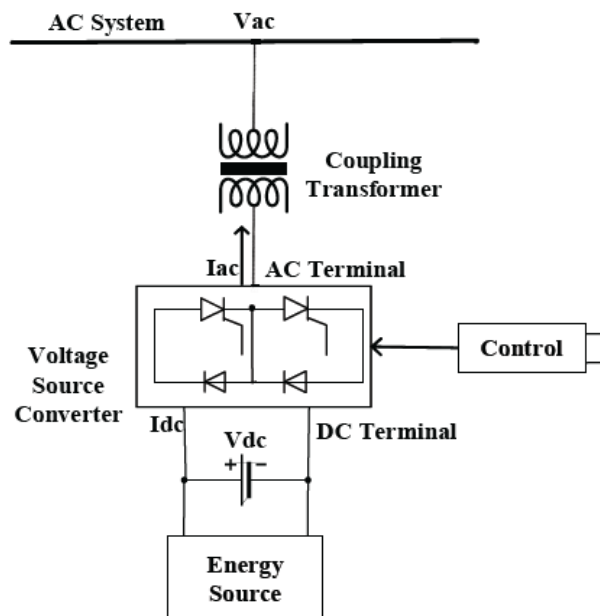 AC System
Vac
Coupling
Transformer
Iac
AC Terminal
Voltage
Source
Converter
Control
Idc
DC Terminal
Vdc
+ −
Energy
Source